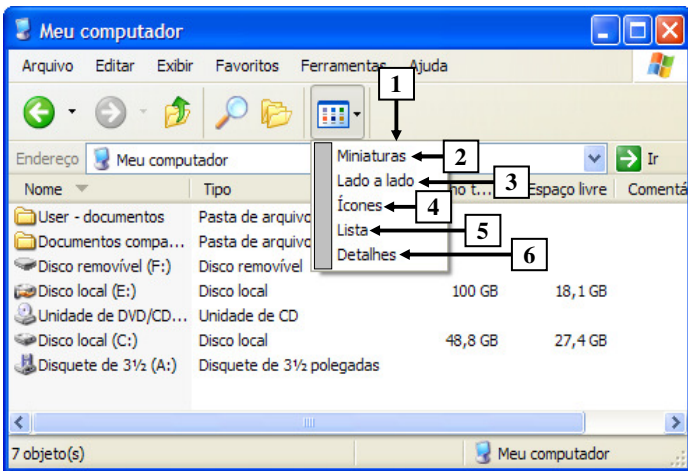 Meu computador
Arquivo Editar Exibir Favoritos Ferramentas Ajuda
1
Endereço Meu computador Ir
Miniaturas 2
Lado a lado 3
Ícones 4
Lista 5
Detalhes 6
Nome Tipo ho t... Espaço livre Comentá
User - documentos Pasta de arquivo
Documentos compa... Pasta de arquivo
Disco removível (F:) Disco removível
Disco local (E:) Disco local 100 GB 18,1 GB
Unidade de DVD/CD... Unidade de CD
Disco local (C:) Disco local 48,8 GB 27,4 GB
Disquete de 3½ (A:) Disquete de 3½ polegadas
7 objeto(s) Meu computador